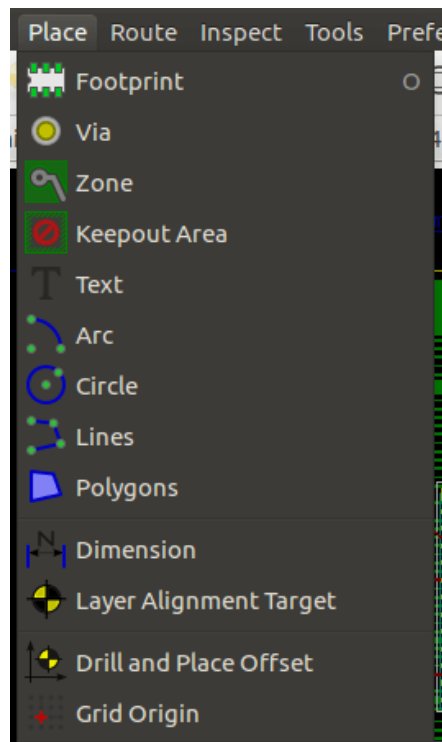 Place Route Inspect Tools Prefe
Footprint O
Via
Zone
Keepout Area
Text
Arc
Circle
Lines
Polygons
Dimension
Layer Alignment Target
Drill and Place Offset
Grid Origin